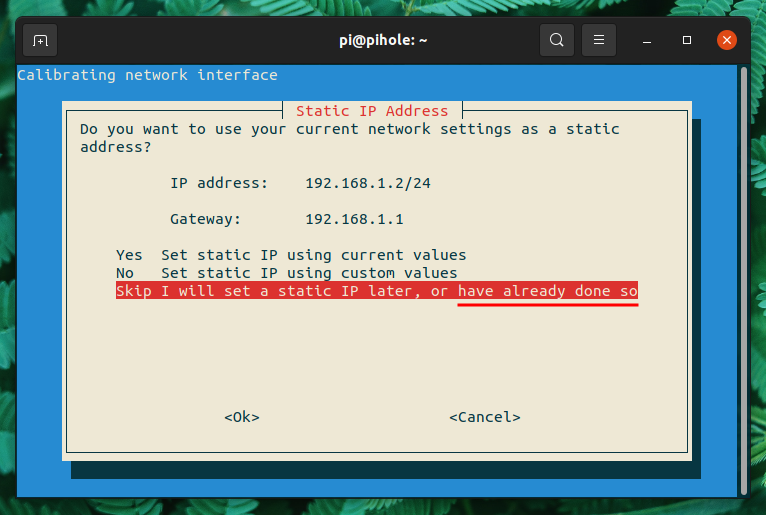 pi@pihole: ~
Calibrating network interface
Static IP Address
Do you want to use your current network settings as a static
address?
IP address: 192.168.1.2/24
Gateway: 192.168.1.1
Yes Set static IP using current values
No Set static IP using custom values
Skip I will set a static IP later, or have already done so
<Ok> <Cancel>